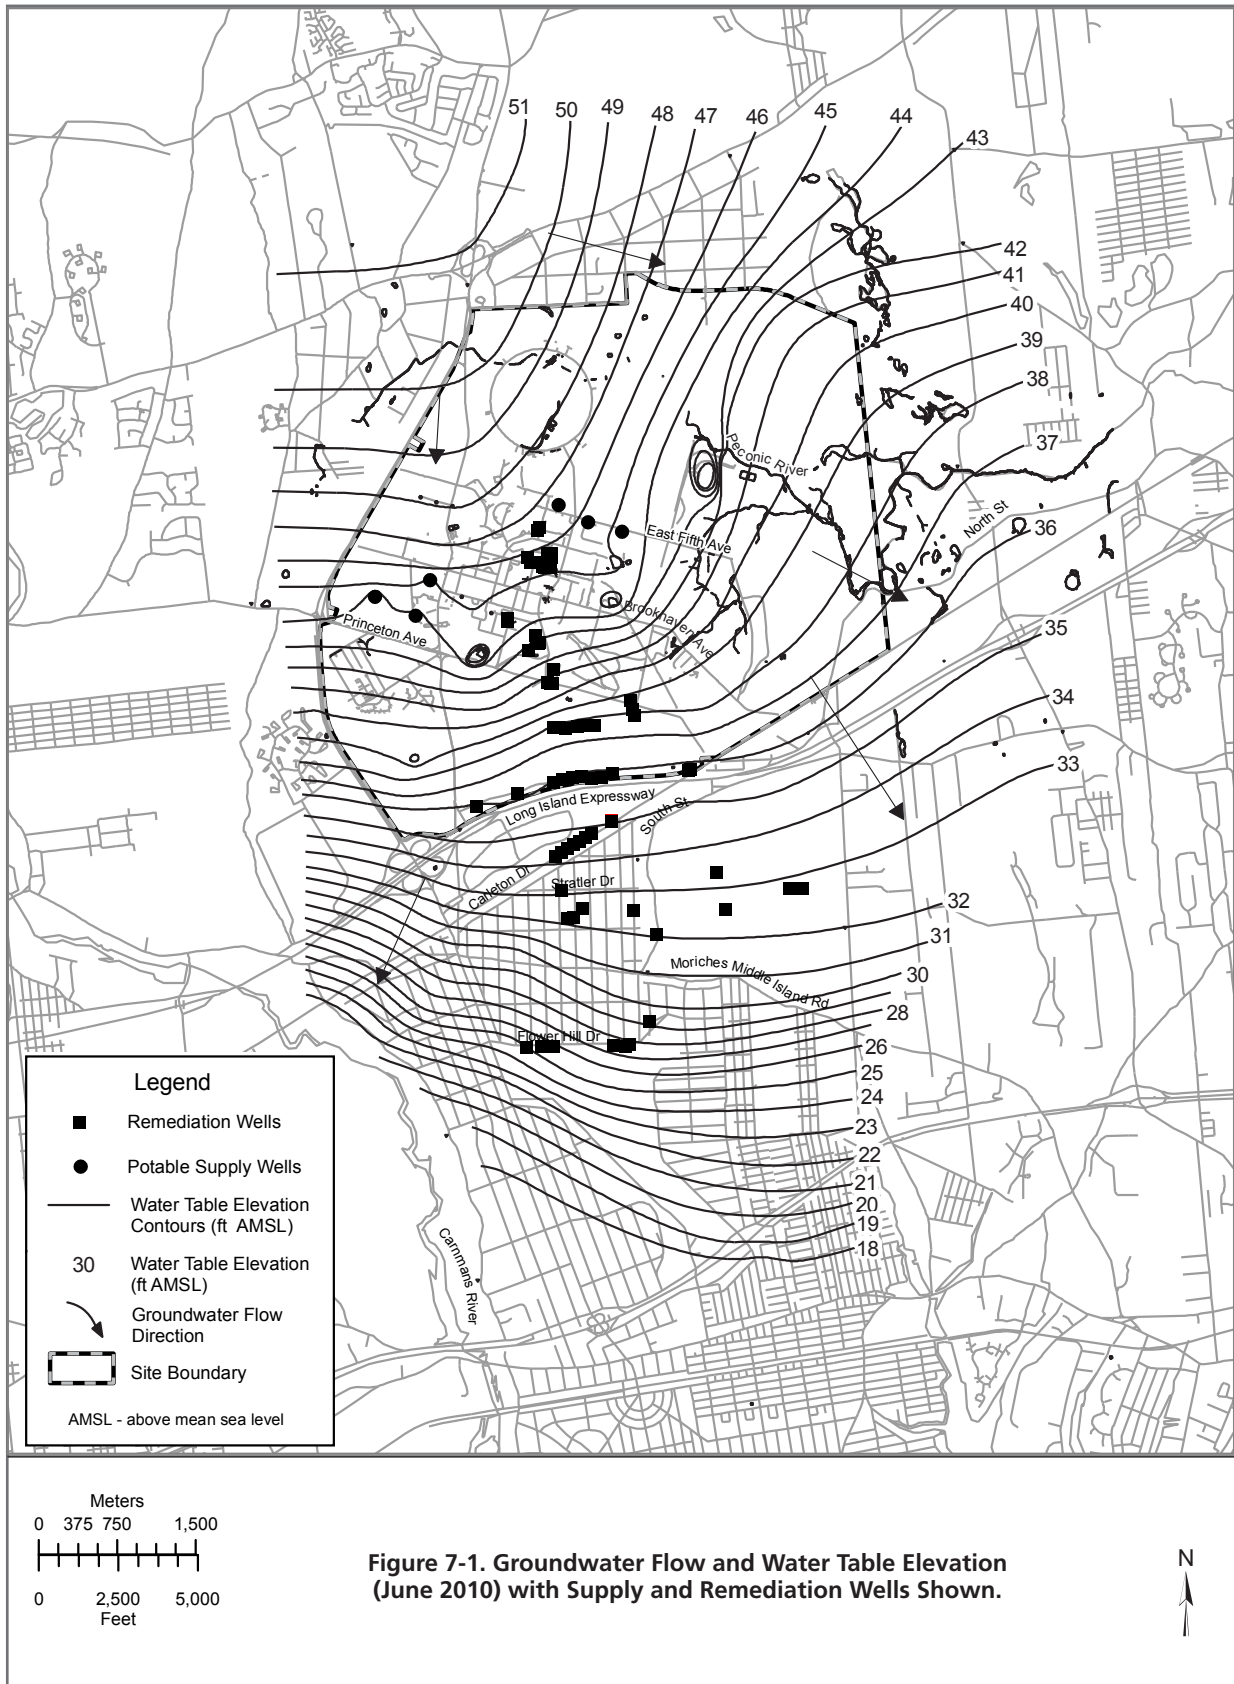 51
50
49
48
47
46
45
44
43
42
41
40
39
38
37
36
35
34
33
32
31
30
28
26
25
24
23
22
21
20
19
18
Peconic River
North St
East Fifth Ave
Brookhaven Ave
Princeton Ave
Long Island Expressway
South St
Carleton Dr
Stratler Dr
Moriches Middle Island Rd
Flower Hill Dr
Carnmans River
Legend
Remediation Wells
Potable Supply Wells
Water Table Elevation
Contours (ft AMSL)
30
Water Table Elevation
(ft AMSL)
Groundwater Flow
Direction
Site Boundary
AMSL - above mean sea level
Meters
0 375 750 1,500
0 2,500 5,000
Feet
Figure 7-1. Groundwater Flow and Water Table Elevation
(June 2010) with Supply and Remediation Wells Shown.
N